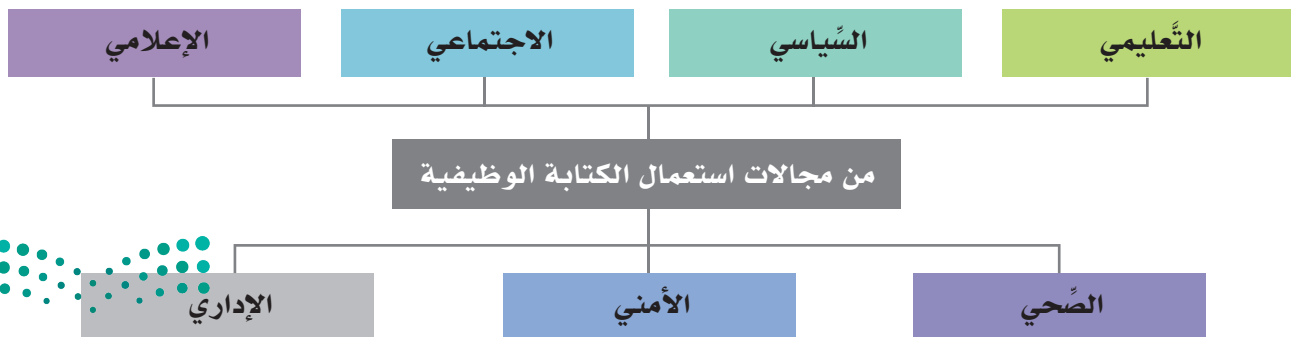 التَّعليمي
السِّياسي
الاجتماعي
الإعلامي
من مجالات استعمال الكتابة الوظيفية
الصِّحي
الأمني
الإداري